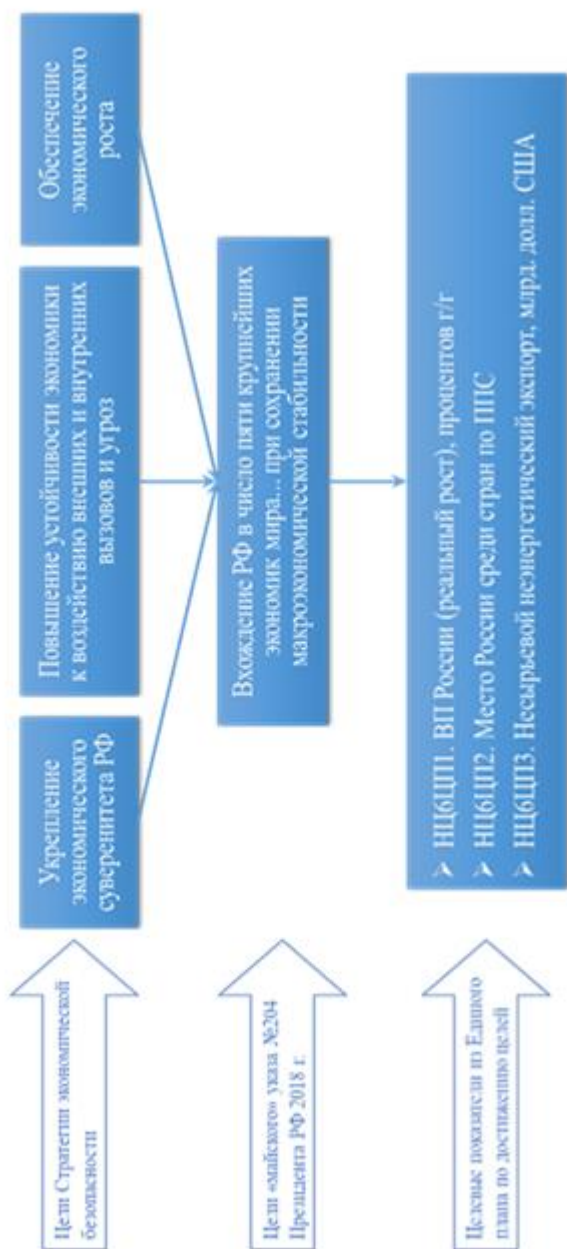 Цели Стратегии экономической
безопасности
Укрепление
экономического
суверенитета РФ
Повышение устойчивости экономики
к воздействию внешних и внутренних
вызовов и угроз
Обеспечение
экономического
роста
Цели «майского» указа №204
Президента РФ 2018 г.
Вхождение РФ в число пяти крупнейших
экономик мира... при сохранении
макроэкономической стабильности
Целевые показатели из Единого
плана по достижению целей
➢ НЦ6ЦП1. ВП России (реальный рост), процентов г/г
➢ НЦ6ЦП2. Место России среди стран по ППС
➢ НЦ6ЦП3. Несырьевой неэнергетический экспорт, млрд. долл. США